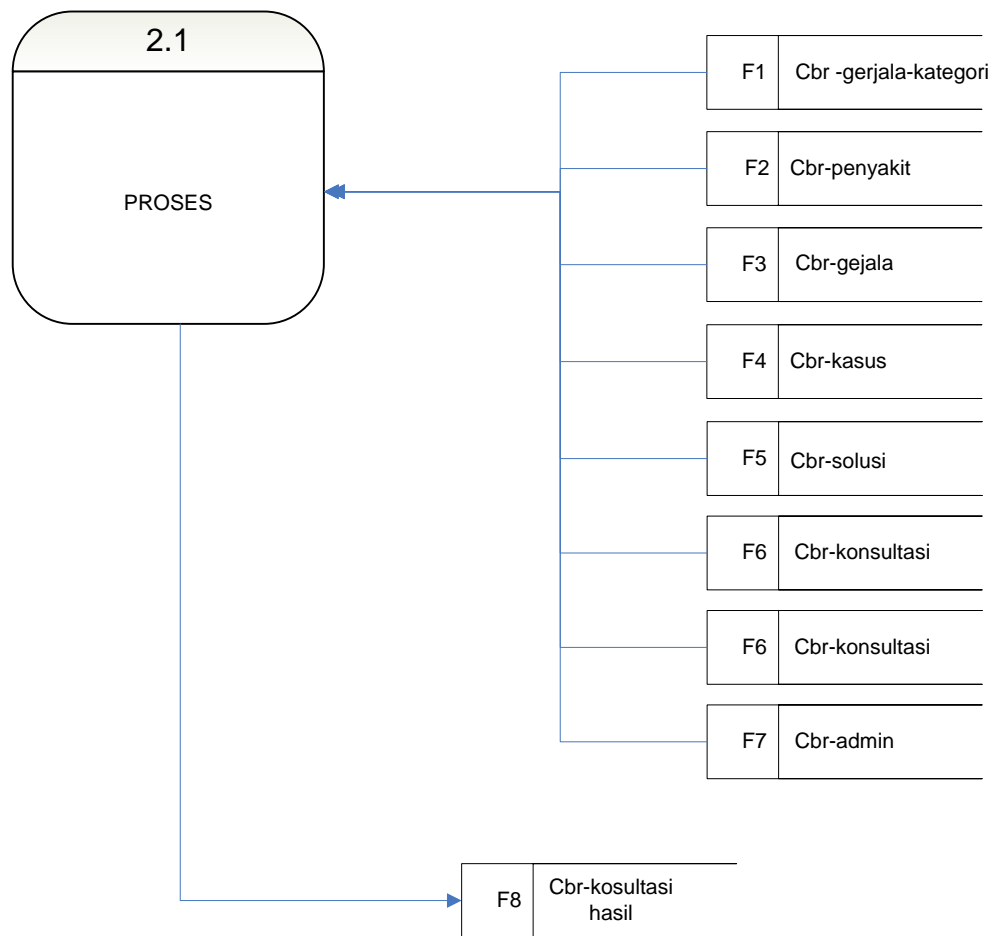 2.1
PROSES
F1 Cbr -gerjala-kategori
F2 Cbr-penyakit
F3 Cbr-gejala
F4 Cbr-kasus
F5 Cbr-solusi
F6 Cbr-konsultasi
F6 Cbr-konsultasi
F7 Cbr-admin
F8 Cbr-kosultasi
hasil